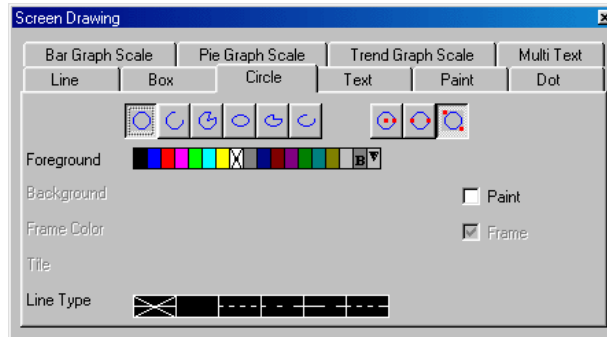 Screen Drawing
Bar Graph Scale Pie Graph Scale Trend Graph Scale Multi Text
Line Box Circle Text Paint Dot
Foreground B
Background Paint
Frame Color Frame
Tile
Line Type